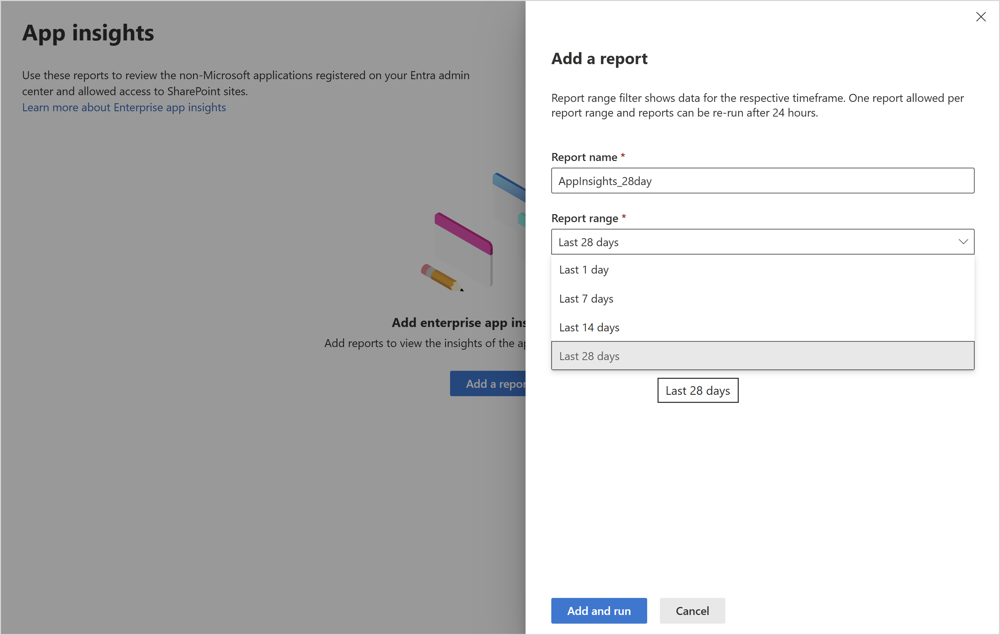 App insights
Use these reports to review the non-Microsoft applications registered on your Entra admin
center and allowed access to SharePoint sites.
Learn more about Enterprise app insights
Add enterprise app ins
Add reports to view the insights of the ap
Add a repor
Add a report
Report range filter shows data for the respective timeframe. One report allowed per
report range and reports can be re-run after 24 hours.
Report name *
AppInsights_28day
Report range *
Last 28 days
Last 1 day
Last 7 days
Last 14 days
Last 28 days
Last 28 days
Add and run
Cancel